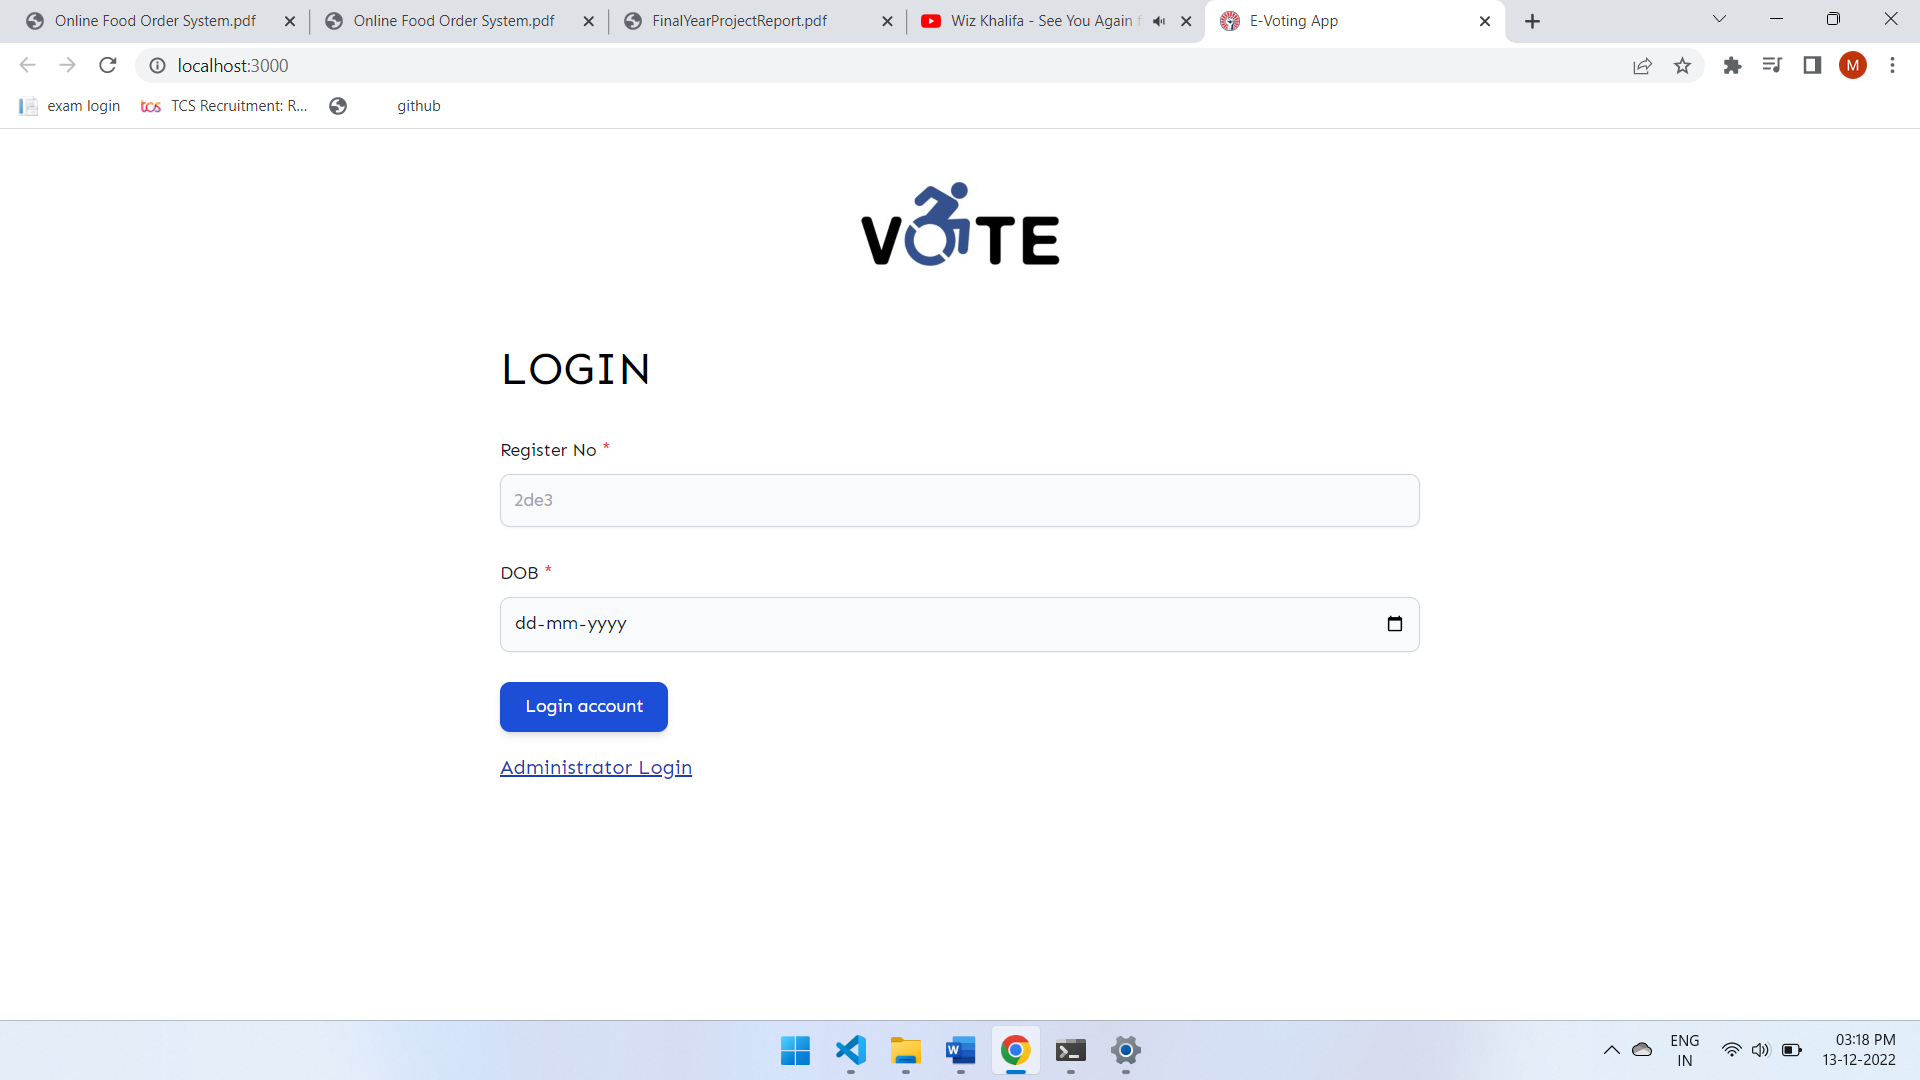 Online Food Order System.pdf
Online Food Order System.pdf
FinalYearProjectReport.pdf
Wiz Khalifa - See You Again f
E-Voting App
localhost:3000
M
exam login
tcs TCS Recruitment: R...
github
VOTE
LOGIN
Register No *
2de3
DOB *
dd-mm-yyyy
Login account
Administrator Login
ENG
IN
03:18 PM
13-12-2022